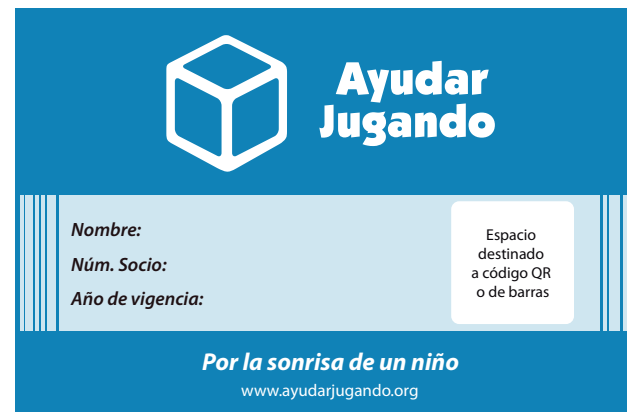 Ayudar
Jugando
Nombre:
Núm. Socio:
Año de vigencia:
Espacio
destinado
a código QR
o de barras
Por la sonrisa de un niño
www.ayudarjugando.org